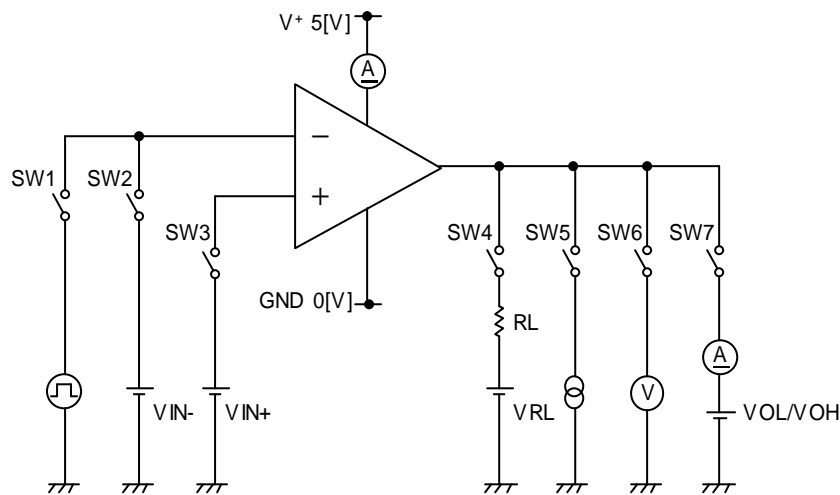 V+ 5[V]
A
−
+
SW1
SW2
SW3
SW4
SW5
SW6
SW7
GND 0[V]
RL
A
VIN-
VIN+
VRL
V
VOL/VOH